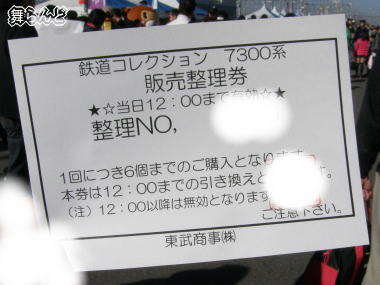 舞らんど
鉄道コレクション 7300系
販売整理券
★☆当日12：00まで有効☆★
整理NO,
1回につき6個までのご購入となります
本券は12：00までの引き換えと
（注）12：00以降は無効となります
ご注意下さい。
東武商事㈱